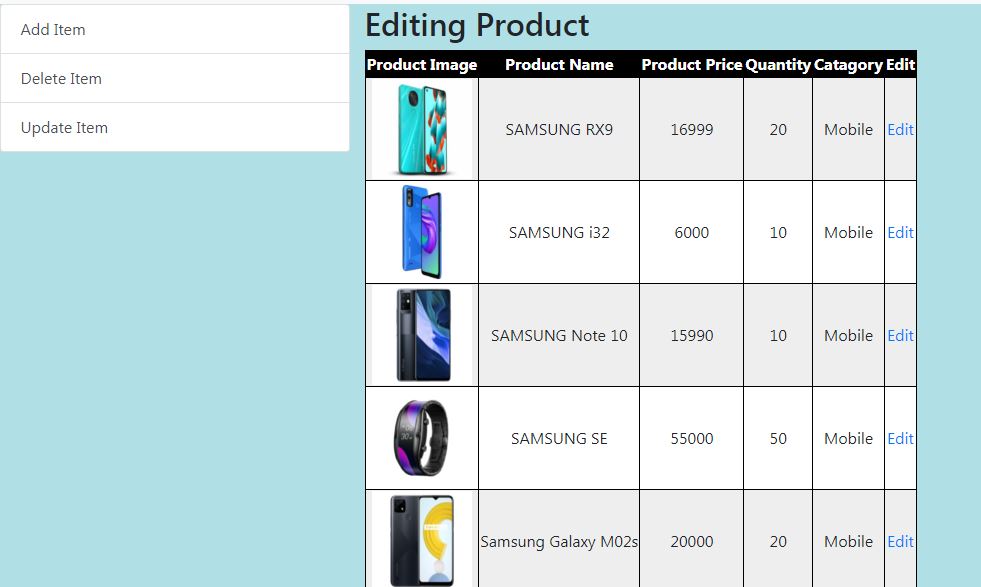 Add Item
Delete Item
Update Item
Editing Product
Product Image Product Name Product Price Quantity Catagory Edit
SAMSUNG RX9 16999 20 Mobile Edit
SAMSUNG i32 6000 10 Mobile Edit
SAMSUNG Note 10 15990 10 Mobile Edit
SAMSUNG SE 55000 50 Mobile Edit
Samsung Galaxy M02s 20000 20 Mobile Edit